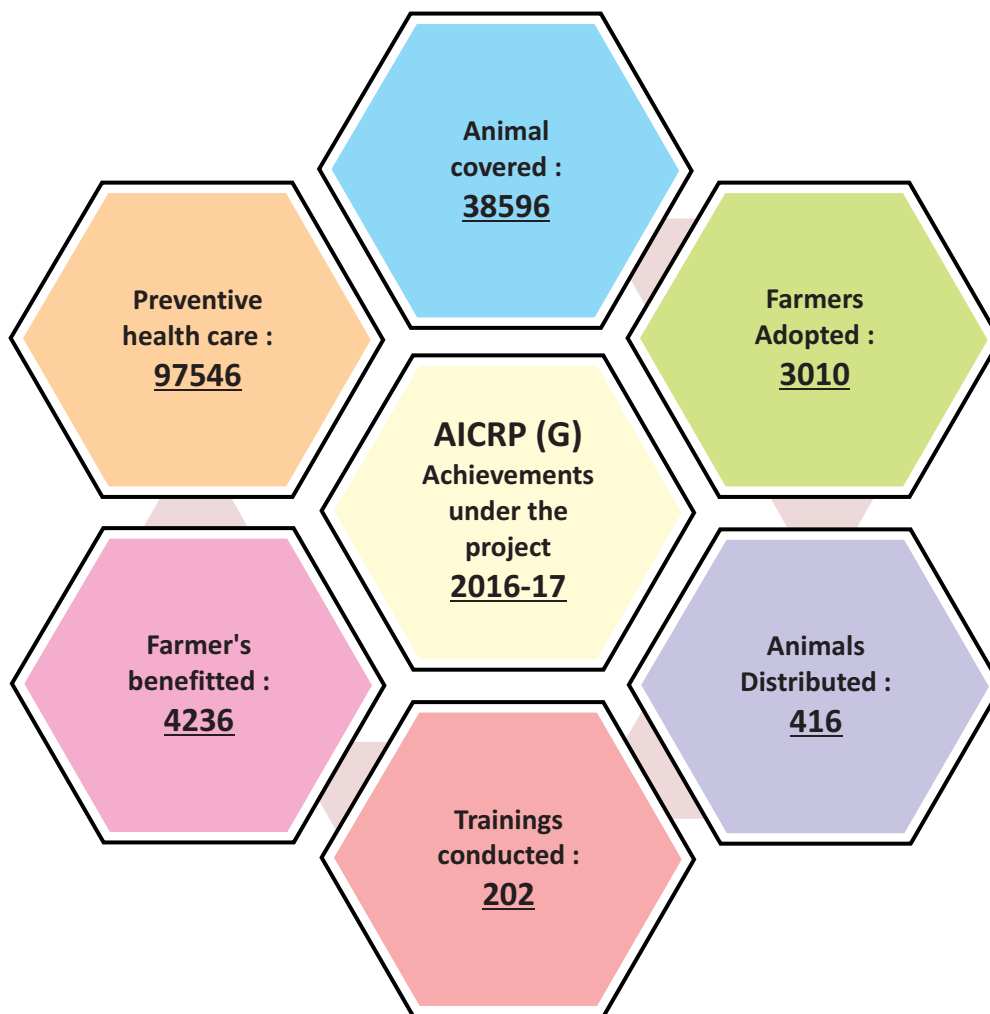 Animal
covered :
38596
Preventive
health care :
97546
Farmers
Adopted :
3010
AICRP (G)
Achievements
under the
project
2016-17
Farmer's
benefitted :
4236
Animals
Distributed :
416
Trainings
conducted :
202